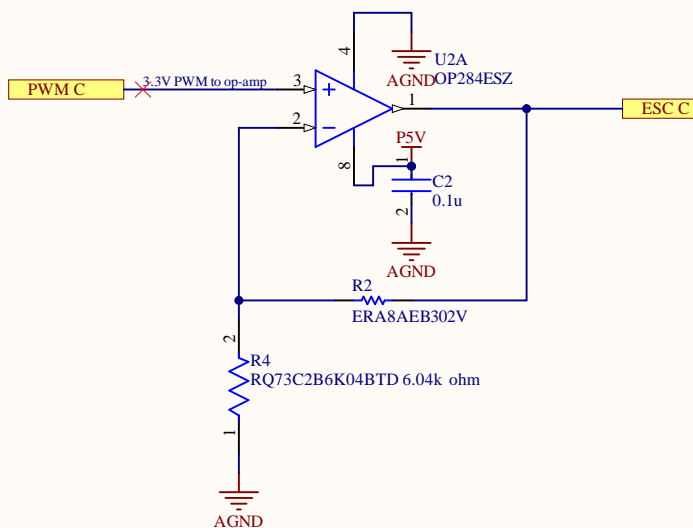 4
AGND
U2A
OP284ESZ
PWM C
3.3V PWM to op-amp
3
1
ESC C
2
P5V
8
1
C2
0.1u
2
AGND
R2
ERA8AEB302V
2
R4
RQ73C2B6K04BTD 6.04k ohm
1
AGND